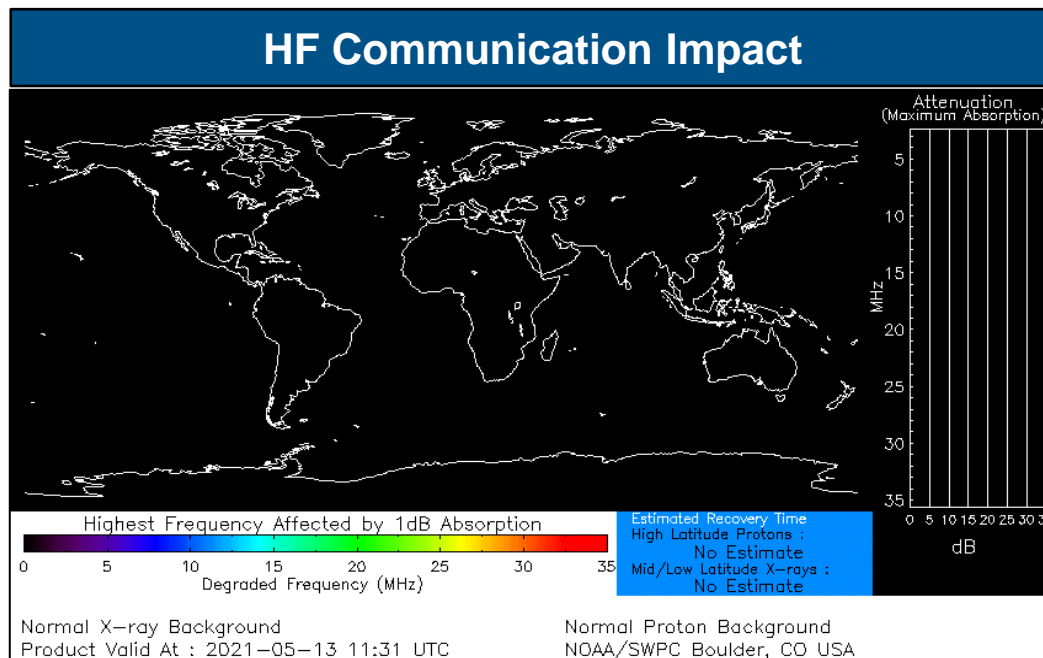 HF Communication Impact
Attenuation
(Maximum Absorption)
5
10
15
20
25
30
35
MHz
0 5 10 15 20 25 30 3
dB
Highest Frequency Affected by 1dB Absorption
0 5 10 15 20 25 30 35
Degraded Frequency (MHz)
Estimated Recovery Time
High Latitude Protons :
No Estimate
Mid/Low Latitude X-rays :
No Estimate
Normal X-ray Background
Normal Proton Background
Product Valid At : 2021-05-13 11:31 UTC
NOAA/SWPC Boulder, CO USA